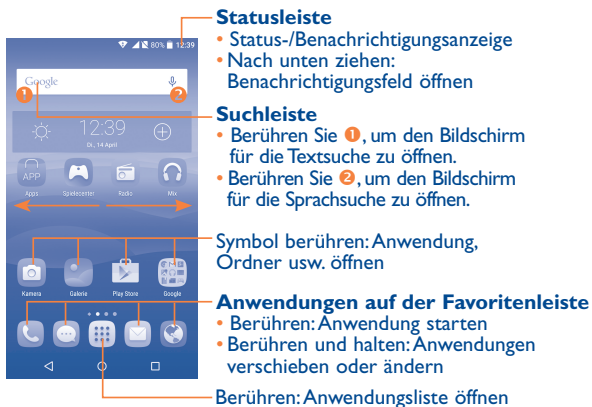 Statusleiste
• Status-/Benachrichtigungsanzeige
• Nach unten ziehen:
Benachrichtigungsfeld öffnen
80% 12:39
Google
1
2
12:39
Di., 14 April
APP
Apps
Spielecenter
Radio
Mix
Suchleiste
• Berühren Sie ❶, um den Bildschirm
für die Textsuche zu öffnen.
• Berühren Sie ❷, um den Bildschirm
für die Sprachsuche zu öffnen.
Symbol berühren: Anwendung,
Ordner usw. öffnen
Kamera
Galerie
Play Store
Google
Anwendungen auf der Favoritenleiste
• Berühren: Anwendung starten
• Berühren und halten: Anwendungen
verschieben oder ändern
Berühren: Anwendungsliste öffnen